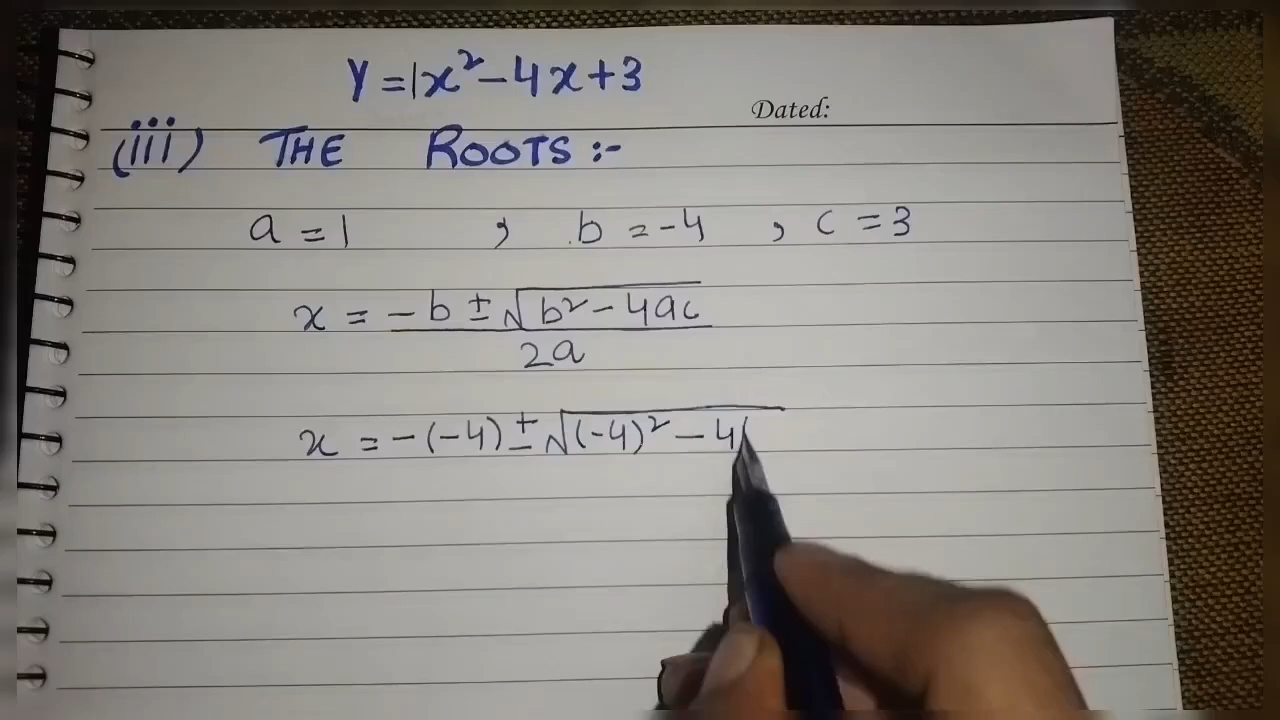 Y = 1x² - 4x + 3
Dated:
(iii) THE ROOTS :-
a = 1 , b = -4 , c = 3
x = -b ± √b² - 4ac
2a
x = -(-4) ± √(-4)² - 4(